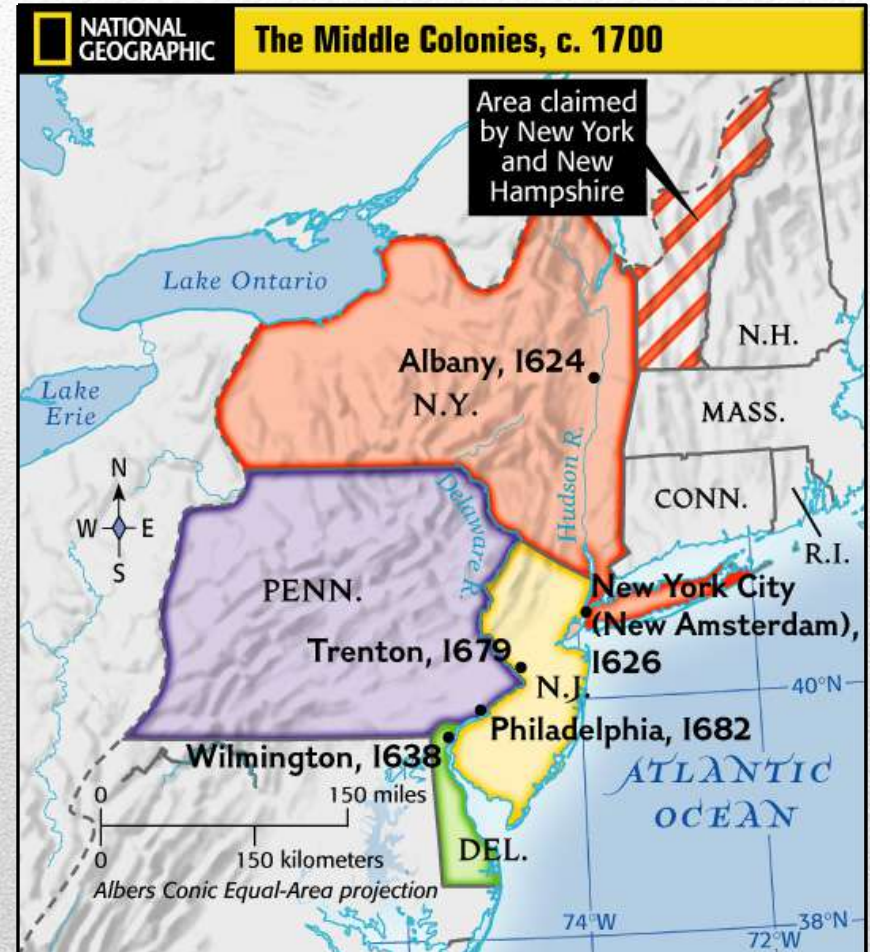 NATIONAL
GEOGRAPHIC
The Middle Colonies, c. 1700
Area claimed
by New York
and New
Hampshire
Lake Ontario
N.H.
Albany, 1624
N.Y.
Lake
Erie
MASS.
Hudson R.
Delaware R.
N
W E
S
CONN.
R.I.
PENN.
New York City
(New Amsterdam),
1626
Trenton, 1679
N.J.
40°N
Philadelphia, 1682
Wilmington, 1638
ATLANTIC
OCEAN
0 150 miles
0 150 kilometers
DEL.
Albers Conic Equal-Area projection
74°W
72°W
38°N